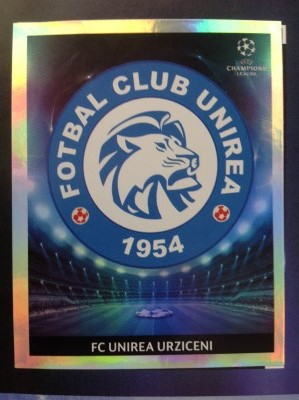 CHAMPIONS
LEAGUE
FOTBAL CLUB UNIREA
1954
FC UNIREA URZICENI